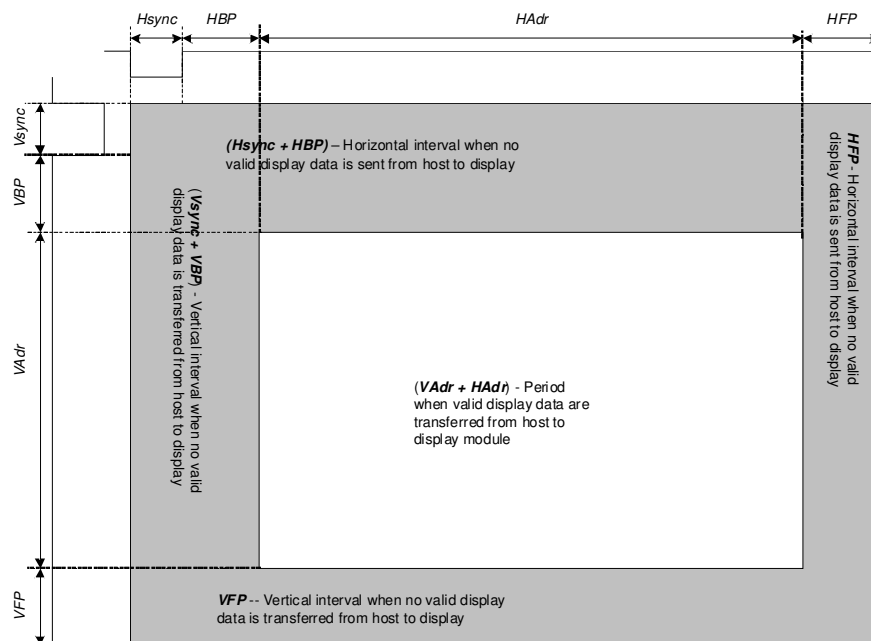 Hsync
HBP
HAdr
HFP
Vsync
VBP
VAdr
VFP
(Hsync + HBP) – Horizontal interval when no
valid display data is sent from host to display
HFP - Horizontal interval when no valid
display data is sent from host to display
(Vsync + VBP) - Vertical interval when no valid
display data is transferred from host to display
(VAdr + HAdr) - Period
when valid display data are
transferred from host to
display module
VFP -- Vertical interval when no valid display
data is transferred from host to display